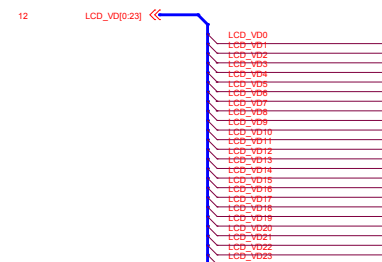 12 LCD_VD[0:23]
LCD_VD0
LCD_VD1
LCD_VD2
LCD_VD3
LCD_VD4
LCD_VD5
LCD_VD6
LCD_VD7
LCD_VD8
LCD_VD9
LCD_VD10
LCD_VD11
LCD_VD12
LCD_VD13
LCD_VD14
LCD_VD15
LCD_VD16
LCD_VD17
LCD_VD18
LCD_VD19
LCD_VD20
LCD_VD21
LCD_VD22
LCD_VD23